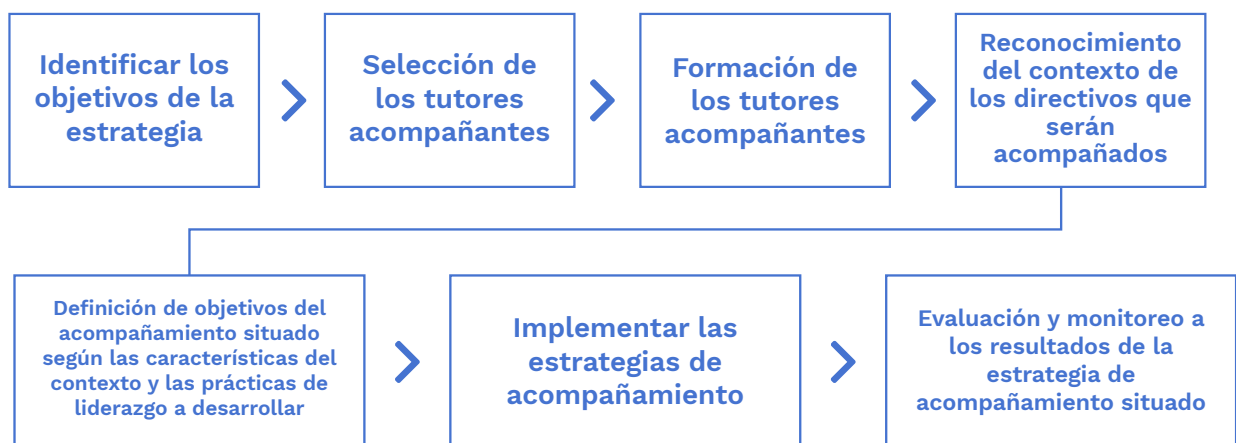 Identificar los
objetivos de la
estrategia
Selección de
los tutores
acompañantes
Formación de
los tutores
acompañantes
Reconocimiento
del contexto de
los directivos que
serán
acompañados
Definición de objetivos del
acompañamiento situado
según las características del
contexto y las prácticas de
liderazgo a desarrollar
Implementar las
estrategias de
acompañamiento
Evaluación y monitoreo a
los resultados de la
estrategia de
acompañamiento situado